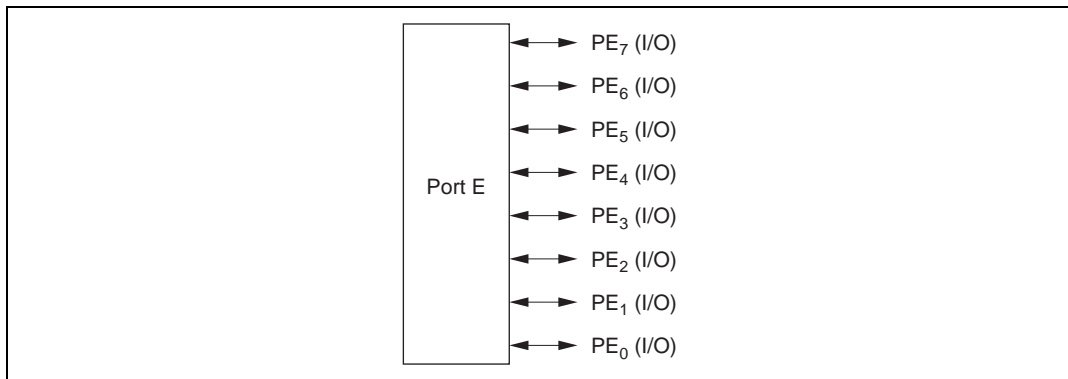 PE₇ (I/O)
PE₆ (I/O)
PE₅ (I/O)
PE₄ (I/O)
Port E
PE₃ (I/O)
PE₂ (I/O)
PE₁ (I/O)
PE₀ (I/O)